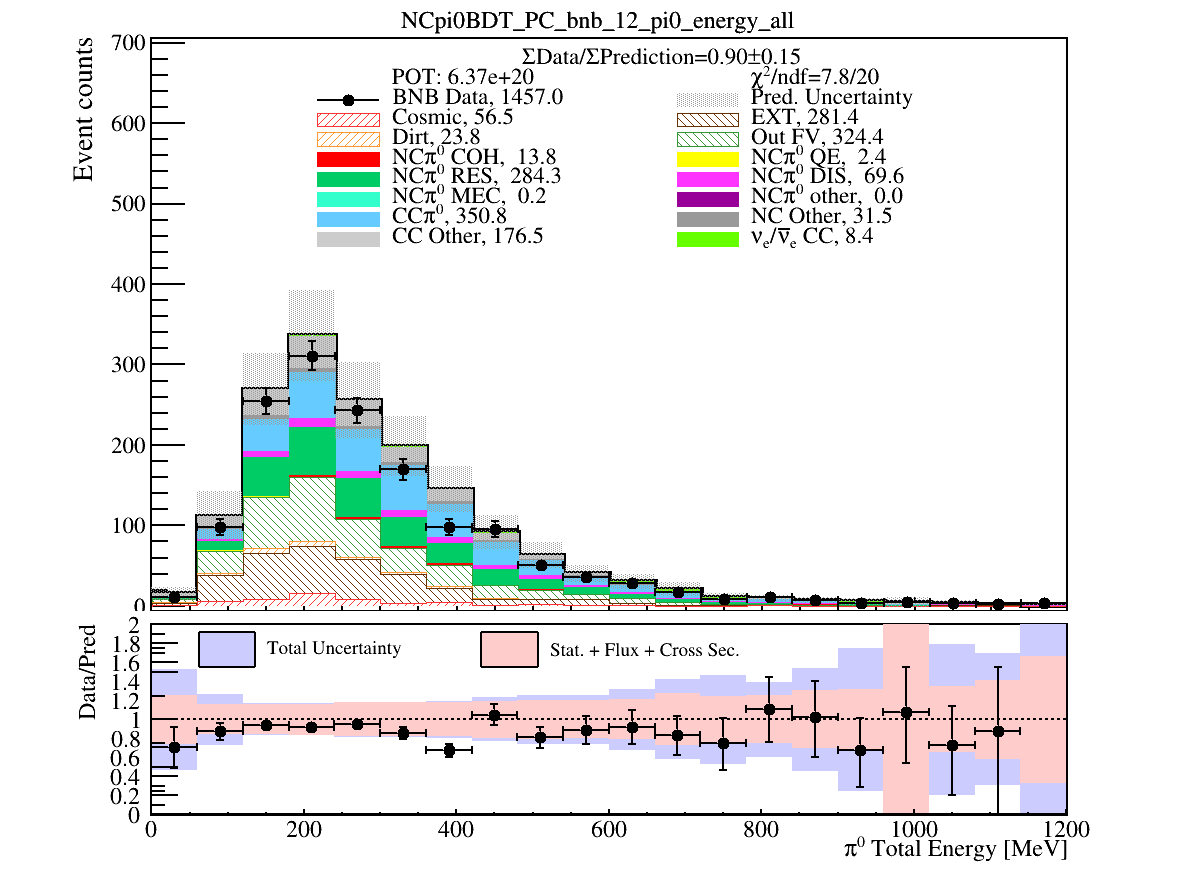 NCpi0BDT_PC_bnb_12_pi0_energy_all
ΣData/ΣPrediction=0.90±0.15
POT: 6.37e+20
χ²/ndf=7.8/20
BNB Data, 1457.0
Pred. Uncertainty
Cosmic, 56.5
EXT, 281.4
Dirt, 23.8
Out FV, 324.4
NCπ⁰ COH, 13.8
NCπ⁰ QE, 2.4
NCπ⁰ RES, 284.3
NCπ⁰ DIS, 69.6
NCπ⁰ MEC, 0.2
NCπ⁰ other, 0.0
CCπ⁰, 350.8
NC Other, 31.5
CC Other, 176.5
νₑ/ν̅ₑ CC, 8.4
Event counts
700
600
500
400
300
200
100
0
Data/Pred
2
1.8
1.6
1.4
1.2
1
0.8
0.6
0.4
0.2
0
Total Uncertainty
Stat. + Flux + Cross Sec.
0 200 400 600 800 1000 1200
π⁰ Total Energy [MeV]